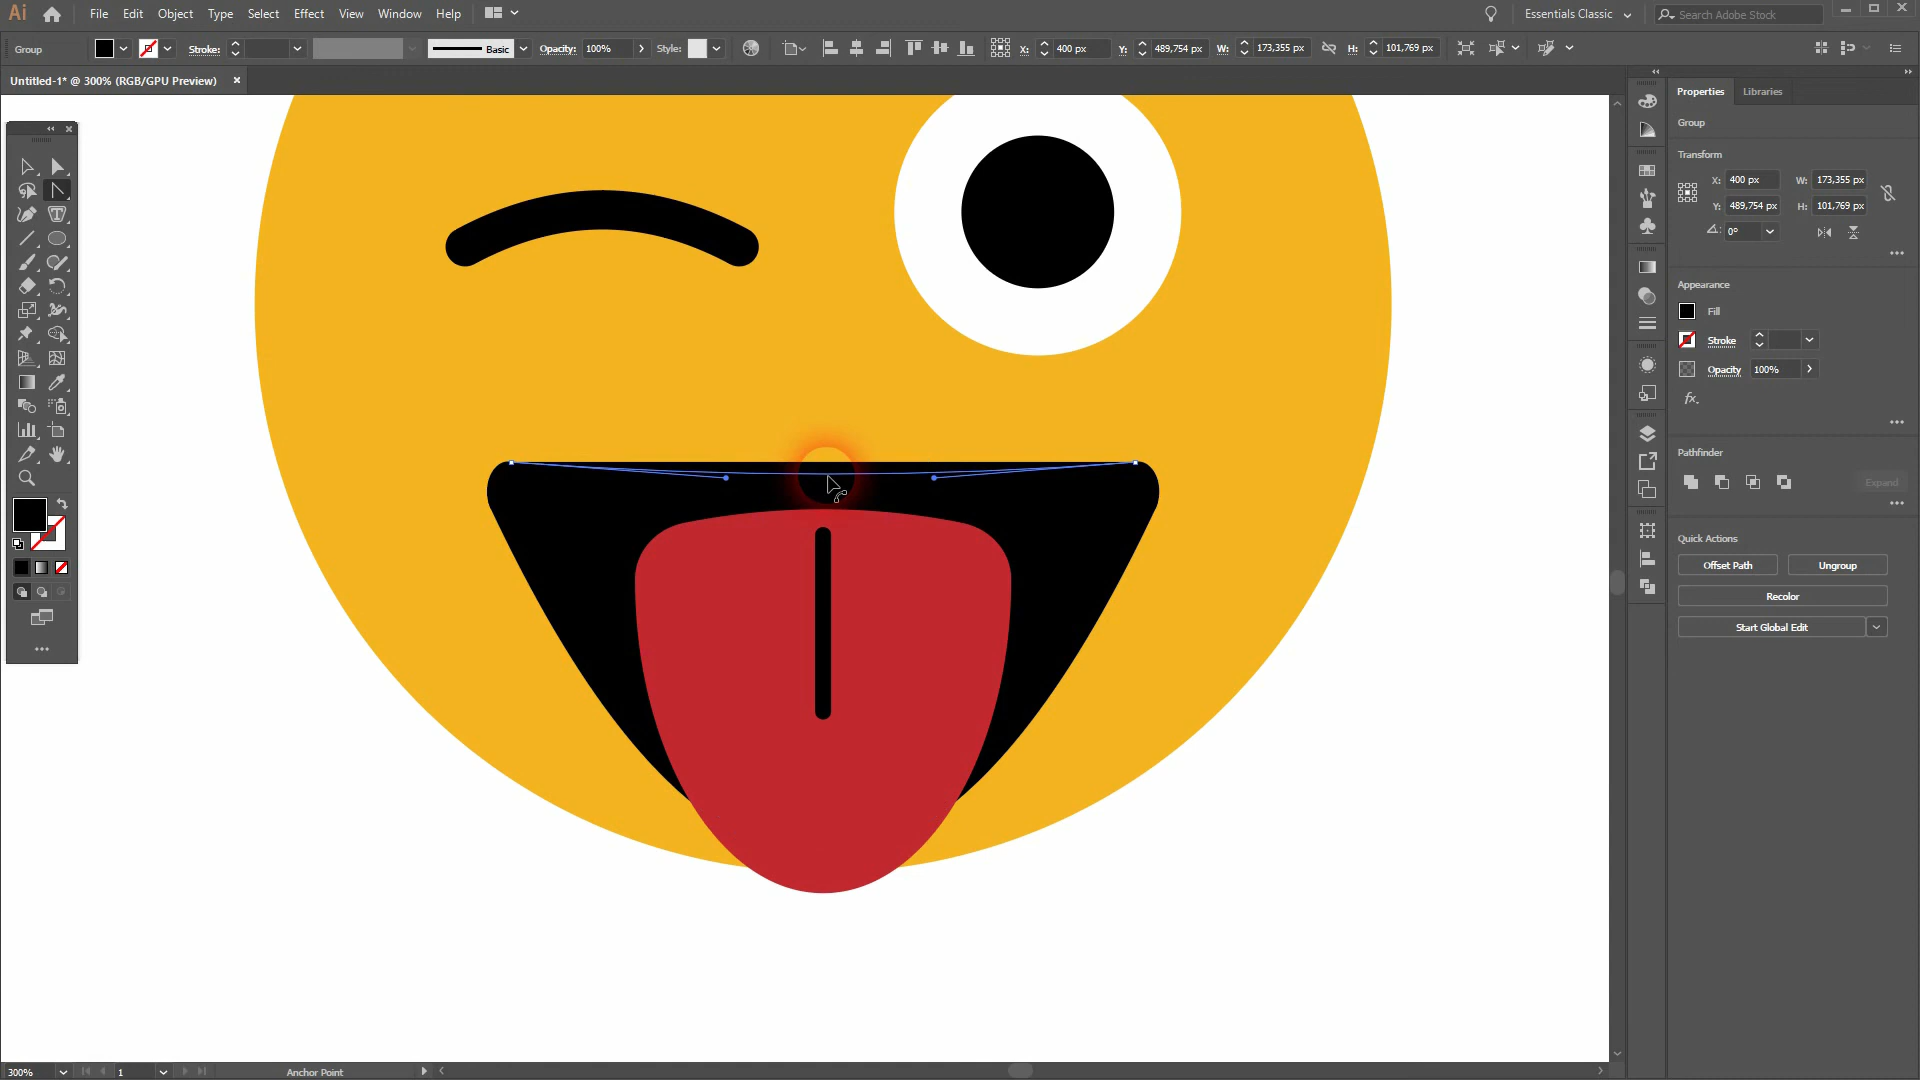 Ai File Edit Object Type Select Effect View Window Help Essentials Classic Search Adobe Stock
Group Stroke: Basic Opacity: 100% Style: X: 400 px Y: 489,754 px W: 173,355 px H: 101,769 px
Untitled-1* @ 300% (RGB/GPU Preview)
Properties Libraries
Group
Transform
X: 400 px W: 173,355 px
Y: 489,754 px H: 101,769 px
0°
Appearance
Fill
Stroke
Opacity 100%
fx.
Pathfinder
Expand
Quick Actions
Offset Path Ungroup
Recolor
Start Global Edit
300% 1 Anchor Point